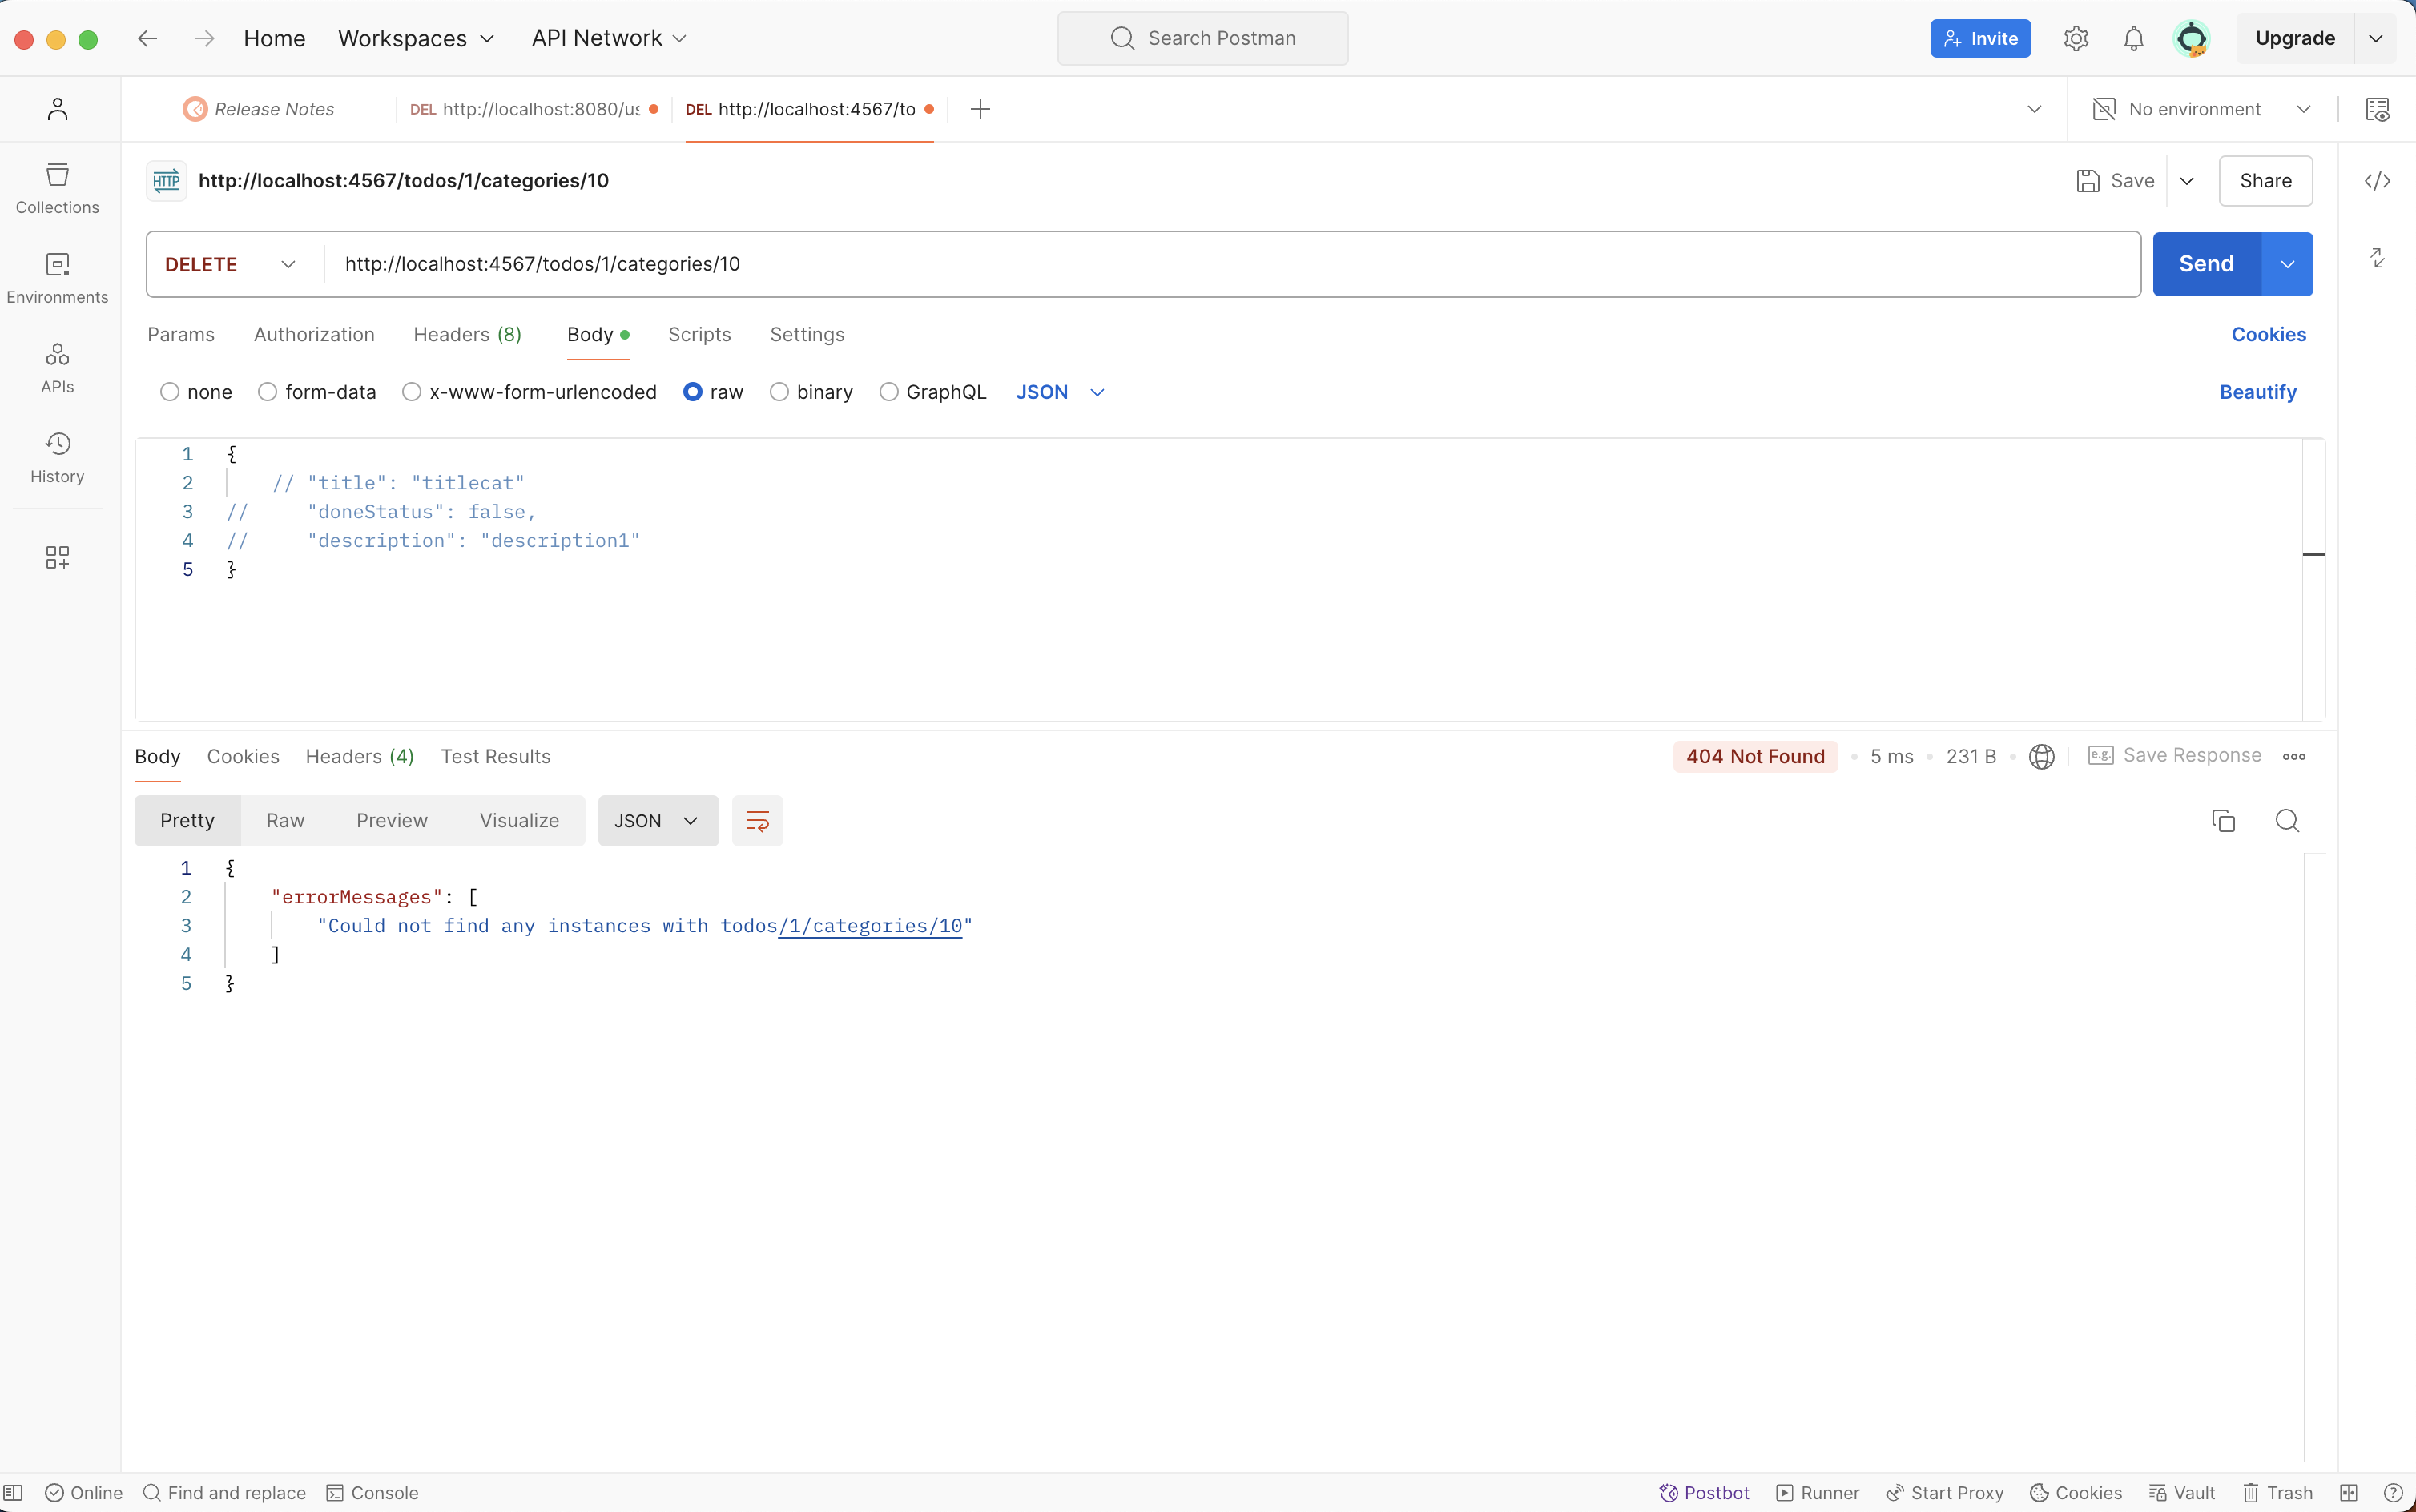 Home Workspaces API Network Search Postman Invite Upgrade
Release Notes DEL http://localhost:8080/us DEL http://localhost:4567/to No environment
HTTP http://localhost:4567/todos/1/categories/10 Save Share
Collections
DELETE http://localhost:4567/todos/1/categories/10 Send
Environments
Params Authorization Headers (8) Body Scripts Settings Cookies
APIs
none form-data x-www-form-urlencoded raw binary GraphQL JSON Beautify
History
1 {
2 // "title": "titlecat"
3 // "doneStatus": false,
4 // "description": "description1"
5 }
Body Cookies Headers (4) Test Results 404 Not Found 5 ms 231 B e.g. Save Response
Pretty Raw Preview Visualize JSON
1 {
2 "errorMessages": [
3 "Could not find any instances with todos/1/categories/10"
4 ]
5 }
Online Find and replace Console Postbot Runner Start Proxy Cookies Vault Trash